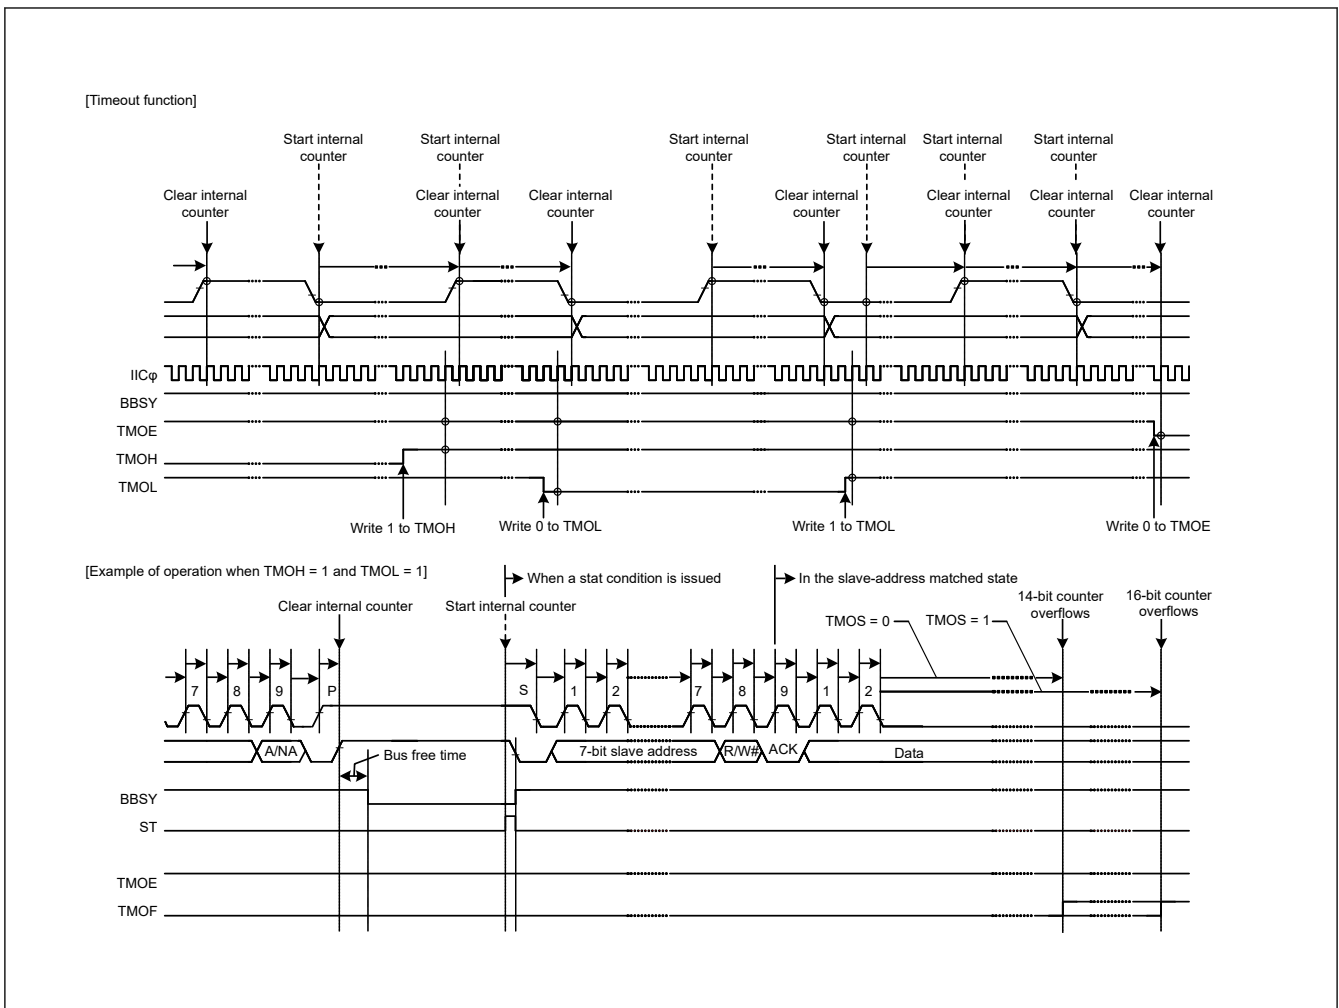 [Timeout function]
Start internal
counter
Start internal
counter
Start internal
counter
Start internal
counter
Start internal
counter
Start internal
counter
Clear internal
counter
Clear internal
counter
Clear internal
counter
Clear internal
counter
Clear internal
counter
Clear internal
counter
Clear internal
counter
IICφ
BBSY
TMOE
TMOH
TMOL
Write 1 to TMOH
Write 0 to TMOL
Write 1 to TMOL
Write 0 to TMOE
[Example of operation when TMOH = 1 and TMOL = 1]
When a stat condition is issued
In the slave-address matched state
Clear internal counter
Start internal counter
TMOS = 0
TMOS = 1
14-bit counter
overflows
16-bit counter
overflows
7 8 9 P S 1 2 7 8 9 1 2
A/NA
Bus free time
7-bit slave address
R/W#
ACK
Data
BBSY
ST
TMOE
TMOF